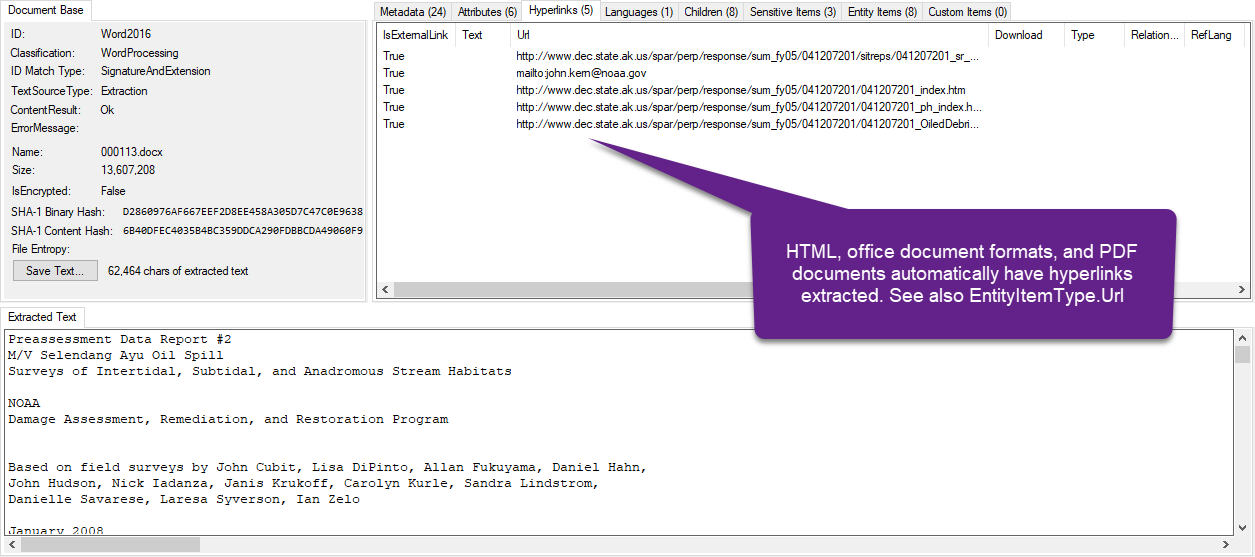 Document Base
ID: Word2016
Classification: WordProcessing
ID Match Type: SignatureAndExtension
TextSourceType: Extraction
ContentResult: Ok
ErrorMessage:
Name: 000113.docx
Size: 13,607,208
IsEncrypted: False
SHA-1 Binary Hash: D2860976AF667EEF2D8EE458A305D7C47C0E9638
SHA-1 Content Hash: 6B40DFEC4035B4BC359DDCA290FDBBCDA49060F9
File Entropy:
Save Text... 62,464 chars of extracted text
Metadata (24) Attributes (6) Hyperlinks (5) Languages (1) Children (8) Sensitive Items (3) Entity Items (8) Custom Items (0)
IsExternalLink Text Url Download Type Relation... RefLang
True http://www.dec.state.ak.us/spar/perp/response/sum_fy05/041207201/sitreps/041207201_sr_...
True mailto:john.kern@noaa.gov
True http://www.dec.state.ak.us/spar/perp/response/sum_fy05/041207201/041207201_index.htm
True http://www.dec.state.ak.us/spar/perp/response/sum_fy05/041207201/041207201_ph_index.h...
True http://www.dec.state.ak.us/spar/perp/response/sum_fy05/041207201/041207201_OiledDebri...
HTML, office document formats, and PDF
documents automatically have hyperlinks
extracted. See also EntityItemType.Url
Extracted Text
Preassessment Data Report #2
M/V Selendang Ayu Oil Spill
Surveys of Intertidal, Subtidal, and Anadromous Stream Habitats
NOAA
Damage Assessment, Remediation, and Restoration Program
Based on field surveys by John Cubit, Lisa DiPinto, Allan Fukuyama, Daniel Hahn,
John Hudson, Nick Iadanza, Janis Krukoff, Carolyn Kurle, Sandra Lindstrom,
Danielle Savarese, Laresa Syverson, Ian Zelo
January 2008